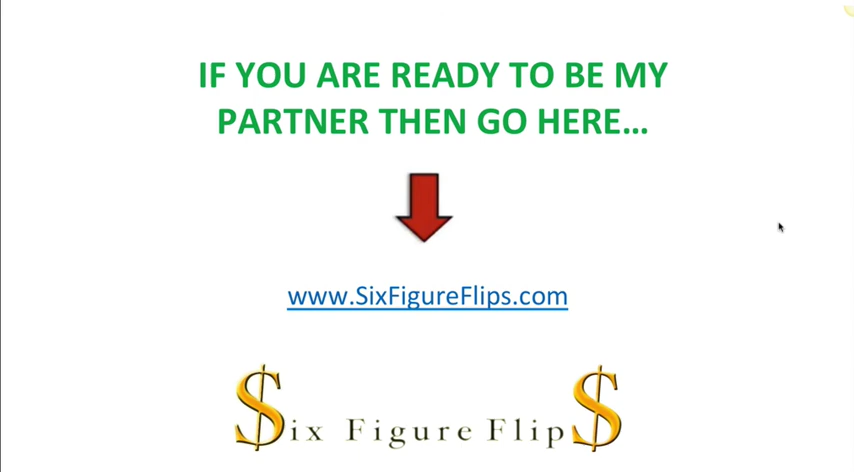 IF YOU ARE READY TO BE MY
PARTNER THEN GO HERE...
www.SixFigureFlips.com
$ix Figure Flip$